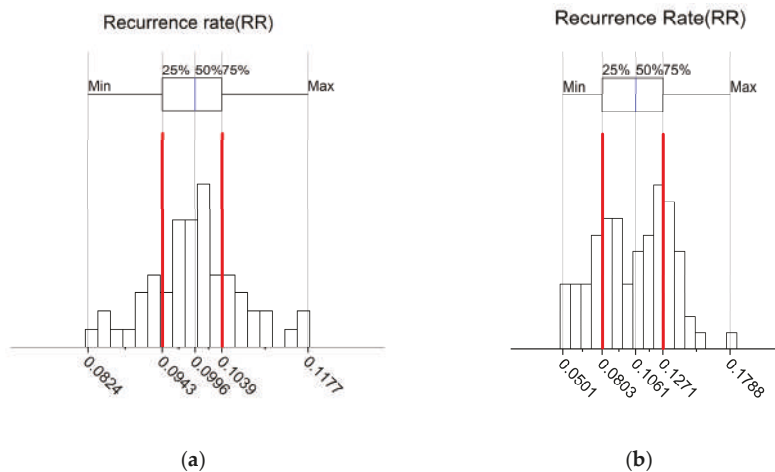 Recurrence rate(RR)
25% 50%75%
Min Max
0.0824 0.0943 0.0996 0.1039 0.1177
(a)
Recurrence Rate(RR)
25% 50%75%
Min Max
0.0501 0.0803 0.1061 0.1271 0.1788
(b)